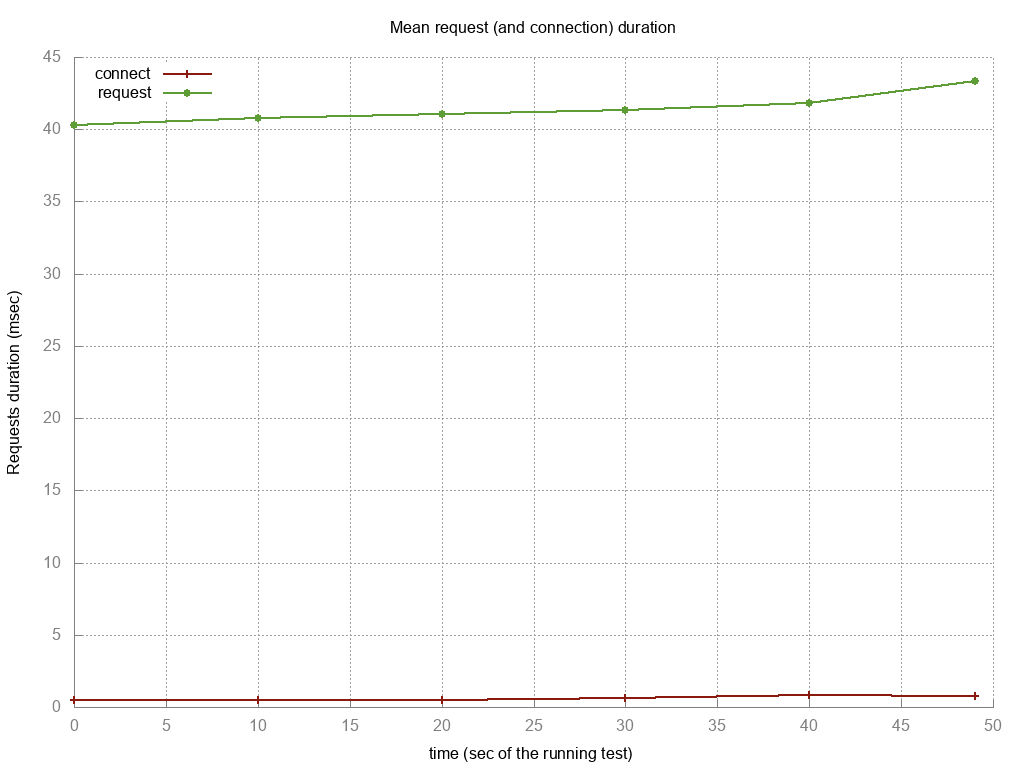 Mean request (and connection) duration
connect
request
45
40
35
30
25
20
15
10
5
0
Requests duration (msec)
0 5 10 15 20 25 30 35 40 45 50
time (sec of the running test)